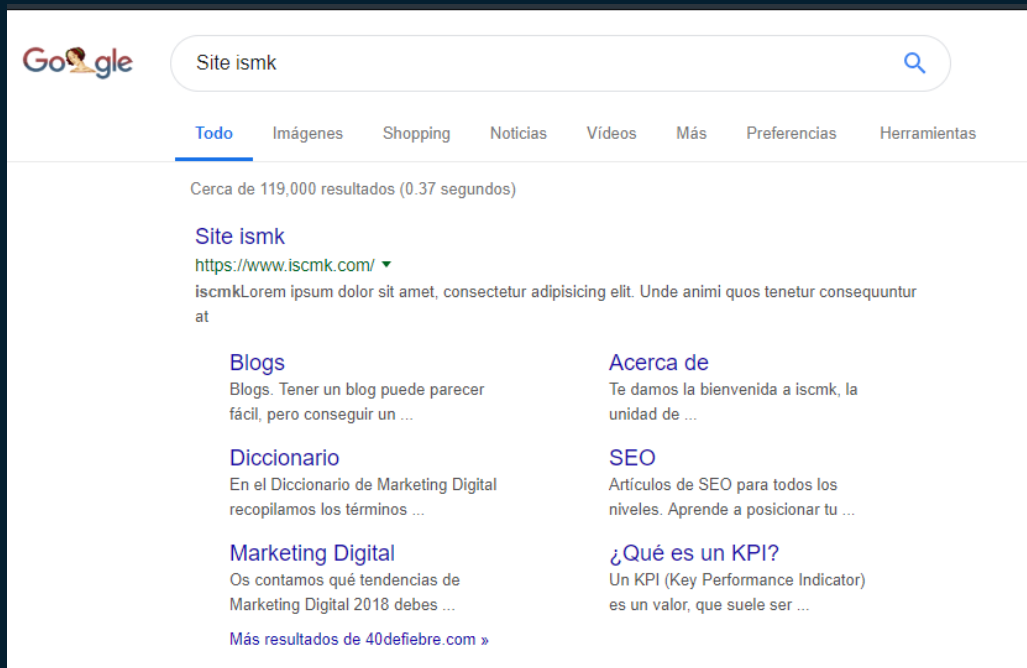 Google
Site ismk
Todo Imágenes Shopping Noticias Vídeos Más Preferencias Herramientas
Cerca de 119,000 resultados (0.37 segundos)
Site ismk
https://www.iscmk.com/
iscmkLorem ipsum dolor sit amet, consectetur adipisicing elit. Unde animi quos tenetur consequuntur
at
Blogs
Blogs. Tener un blog puede parecer
fácil, pero conseguir un ...
Acerca de
Te damos la bienvenida a iscmk, la
unidad de ...
Diccionario
En el Diccionario de Marketing Digital
recopilamos los términos ...
SEO
Artículos de SEO para todos los
niveles. Aprende a posicionar tu ...
Marketing Digital
Os contamos qué tendencias de
Marketing Digital 2018 debes ...
¿Qué es un KPI?
Un KPI (Key Performance Indicator)
es un valor, que suele ser ...
Más resultados de 40defiebre.com »